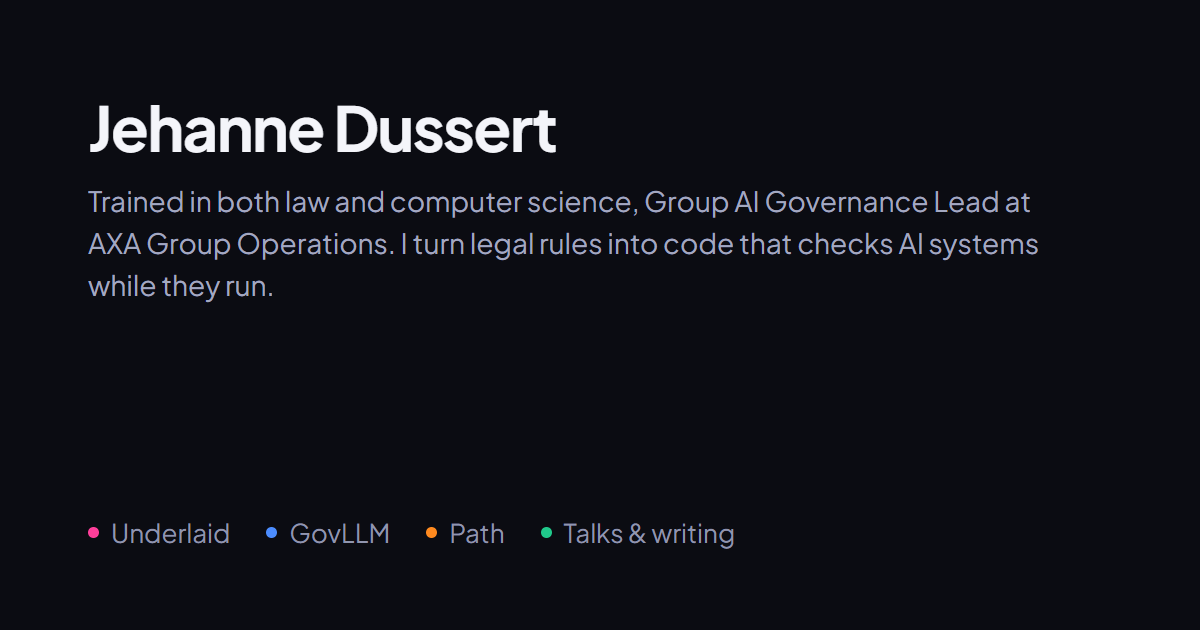 Jehanne Dussert
Trained in both law and computer science, Group AI Governance Lead at
AXA Group Operations. I turn legal rules into code that checks AI systems
while they run.
Underlaid GovLLM Path Talks & writing